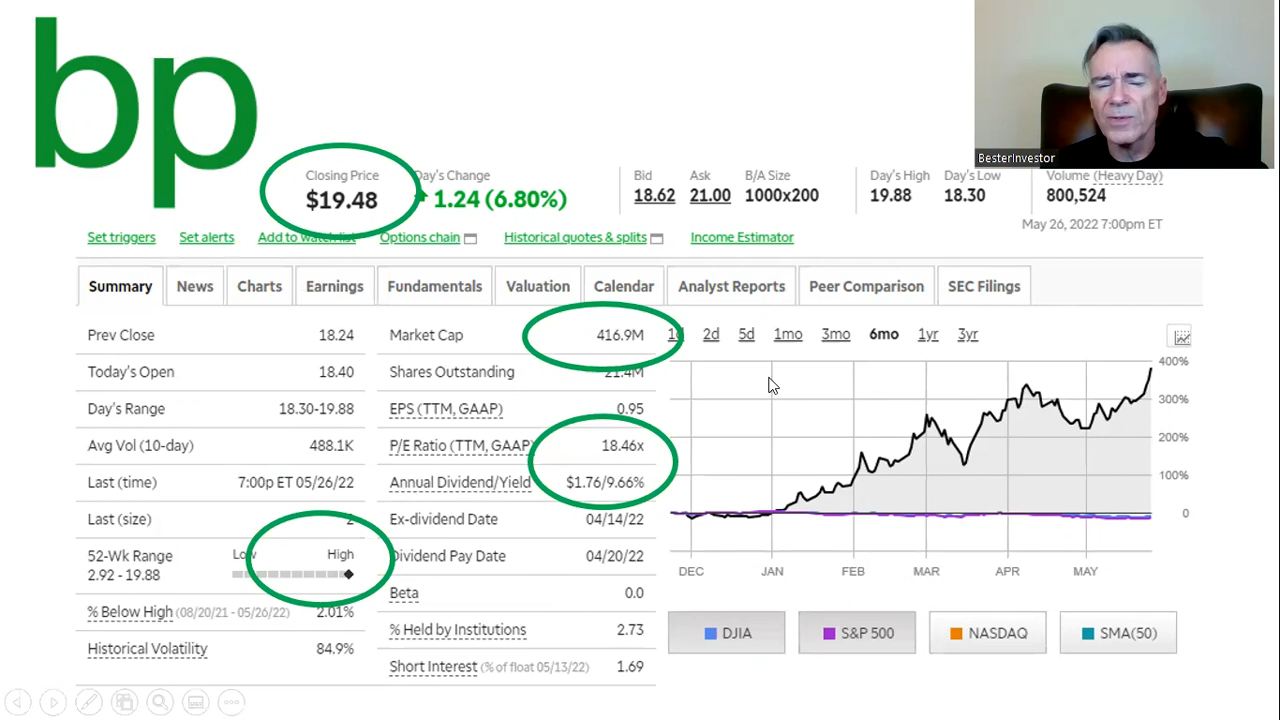 bp
BesterInvestor
Closing Price
$19.48
Day's Change
1.24 (6.80%)
Bid
18.62
Ask
21.00
B/A Size
1000x200
Day's High
19.88
Day's Low
18.30
Volume (Heavy Day)
800,524
May 26, 2022 7:00pm ET
Set triggers Set alerts Add to watchlist Options chain Historical quotes & splits Income Estimator
Summary News Charts Earnings Fundamentals Valuation Calendar Analyst Reports Peer Comparison SEC Filings
Prev Close 18.24
Today's Open 18.40
Day's Range 18.30-19.88
Avg Vol (10-day) 488.1K
Last (time) 7:00p ET 05/26/22
Last (size) 2
52-Wk Range Low High
2.92 - 19.88
% Below High (08/20/21 - 05/26/22) 2.01%
Historical Volatility 84.9%
Market Cap 416.9M
Shares Outstanding 21.4M
EPS (TTM, GAAP) 0.95
P/E Ratio (TTM, GAAP) 18.46x
Annual Dividend/Yield $1.76/9.66%
Ex-dividend Date 04/14/22
Dividend Pay Date 04/20/22
Beta 0.0
% Held by Institutions 2.73
Short Interest (% of float 05/13/22) 1.69
1d 2d 5d 1mo 3mo 6mo 1yr 3yr
400%
300%
200%
100%
0
DEC JAN FEB MAR APR MAY
DJIA S&P 500 NASDAQ SMA(50)